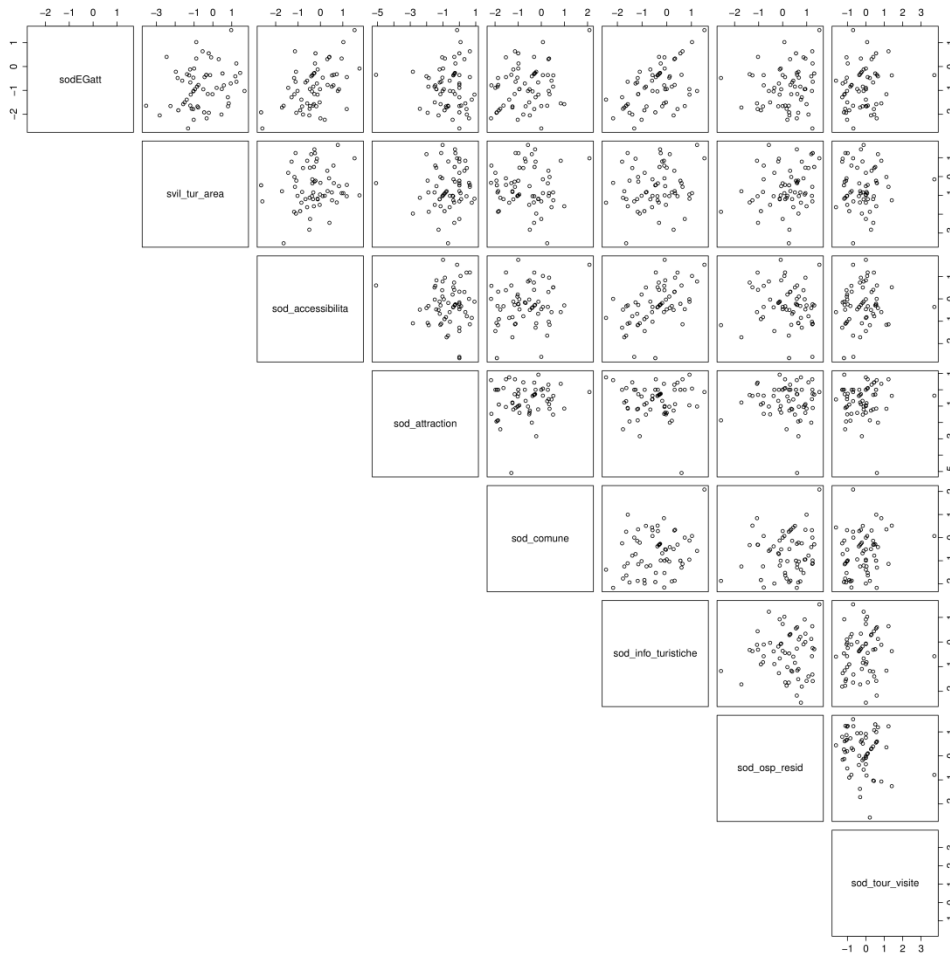 −2 −1 0 1
−3 −2 −1 0 1
−2 −1 0 1
−5 −3 −1 1
−2 −1 0 1 2
−2 −1 0 1
−2 −1 0 1
−1 0 1 2 3
1
0
−1
−2
sodEGatt
svil_tur_area
sod_accessibilita
sod_attraction
sod_comune
sod_info_turistiche
sod_osp_resid
sod_tour_visite
−1 0 1 2 3